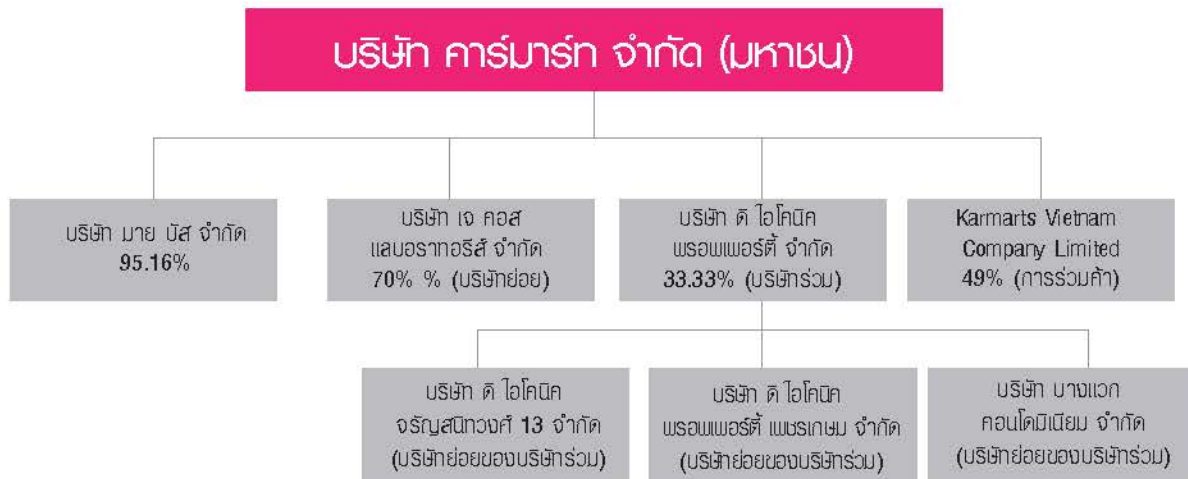 บริษัท คาร์มาร์ท จำกัด (มหาชน)
บริษัท มาย บัส จำกัด
95.16%
บริษัท เจ คอส
แลบอราทอรีส์ จำกัด
70% % (บริษัทย่อย)
บริษัท ดิ ไอโคนิค
พรอพเพอร์ตี้ จำกัด
33.33% (บริษัทร่วม)
Karmarts Vietnam
Company Limited
49% (การร่วมค้า)
บริษัท ดิ ไอโคนิค
จรัญสนิทวงศ์ 13 จำกัด
(บริษัทย่อยของบริษัทร่วม)
บริษัท ดิ ไอโคนิค
พรอพเพอร์ตี้ เพชรเกษม จำกัด
(บริษัทย่อยของบริษัทร่วม)
บริษัท บางแวก
คอนโดมิเนียม จำกัด
(บริษัทย่อยของบริษัทร่วม)